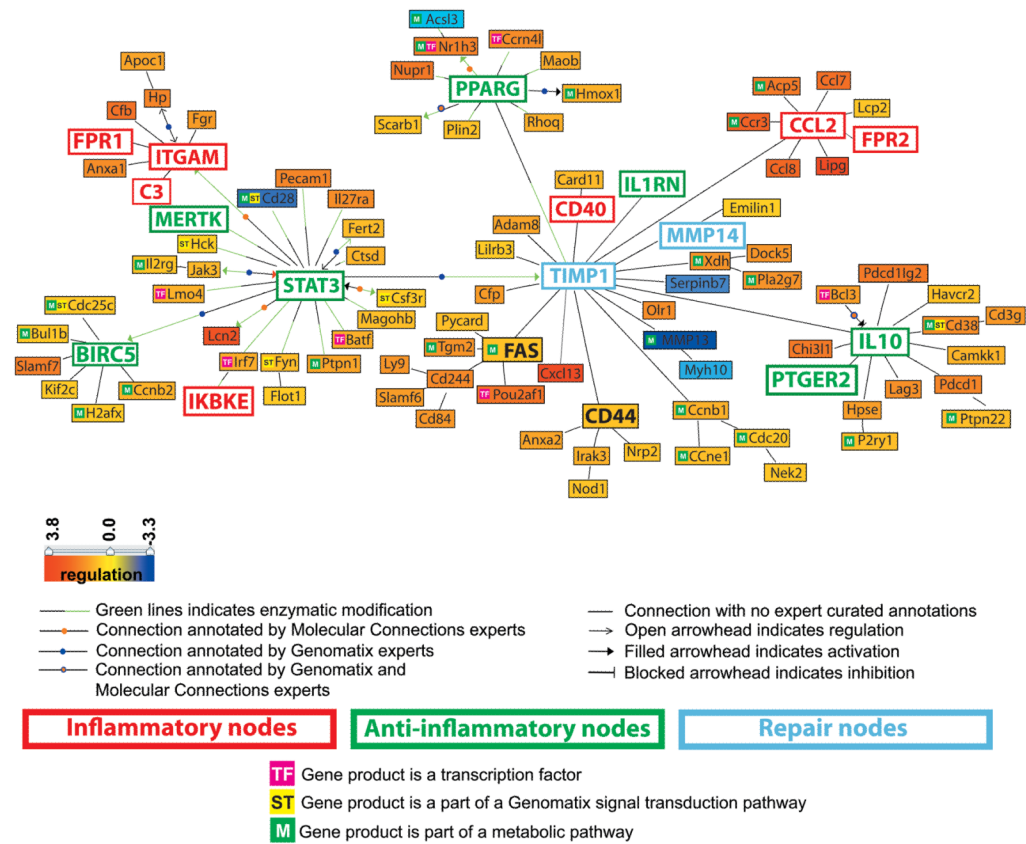 M Acsl3
M TF Nr1h3
TF Ccrn4l
Nupr1
Maob
PPARG
M Hmox1
Scarb1
Plin2
Rhoq
Apoc1
Hp
Cfb
Fgr
FPR1
ITGAM
Anxa1
C3
MERTK
M Acp5
Ccl7
Lcp2
M Ccr3
CCL2
FPR2
Ccl8
Lipg
Pecam1
M ST Cd28
Il27ra
Fert2
Ctsd
ST Hck
M Il2rg
Jak3
STAT3
TF Lmo4
ST Csf3r
Magohb
Lcn2
TF Batf
TF Irf7
ST Fyn
M Ptpn1
IKBKE
Flot1
M ST Cdc25c
M Bul1b
BIRC5
Slamf7
Kif2c
M Ccnb2
M H2afx
Card11
IL1RN
CD40
Adam8
Emilin1
MMP14
Lilrb3
TIMP1
M Xdh
Dock5
Serpinb7
M Pla2g7
Cfp
Olr1
Pycard
M Tgm2
M FAS
M MMP13
Myh10
Ly9
Cd244
Cxcl13
Slamf6
TF Pou2af1
Cd84
CD44
Anxa2
Irak3
Nrp2
Nod1
M Ccnb1
M Cdc20
M CCne1
Nek2
Pdcd1lg2
TF Bcl3
Havcr2
M ST Cd38
Cd3g
Chi3l1
IL10
Camkk1
PTGER2
Lag3
Pdcd1
Hpse
M Ptpn22
M P2ry1
3.8
0.0
-3.3
regulation
Green lines indicates enzymatic modification
Connection annotated by Molecular Connections experts
Connection annotated by Genomatix experts
Connection annotated by Genomatix and
Molecular Connections experts
Connection with no expert curated annotations
Open arrowhead indicates regulation
Filled arrowhead indicates activation
Blocked arrowhead indicates inhibition
Inflammatory nodes
Anti-inflammatory nodes
Repair nodes
TF Gene product is a transcription factor
ST Gene product is a part of a Genomatix signal transduction pathway
M Gene product is part of a metabolic pathway